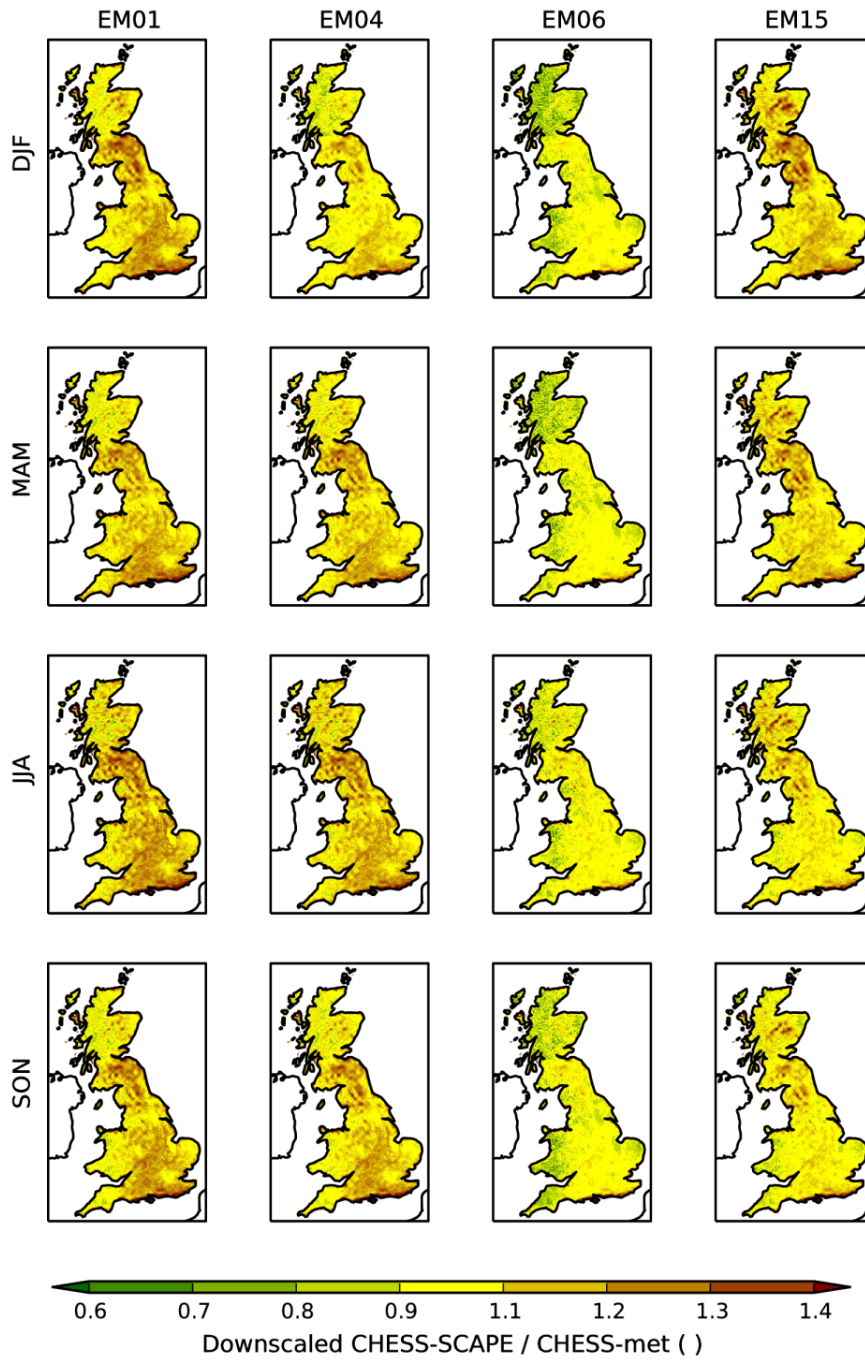 EM01 EM04 EM06 EM15
DJF
MAM
JJA
SON
0.6 0.7 0.8 0.9 1.1 1.2 1.3 1.4
Downscaled CHESS-SCAPE / CHESS-met ( )